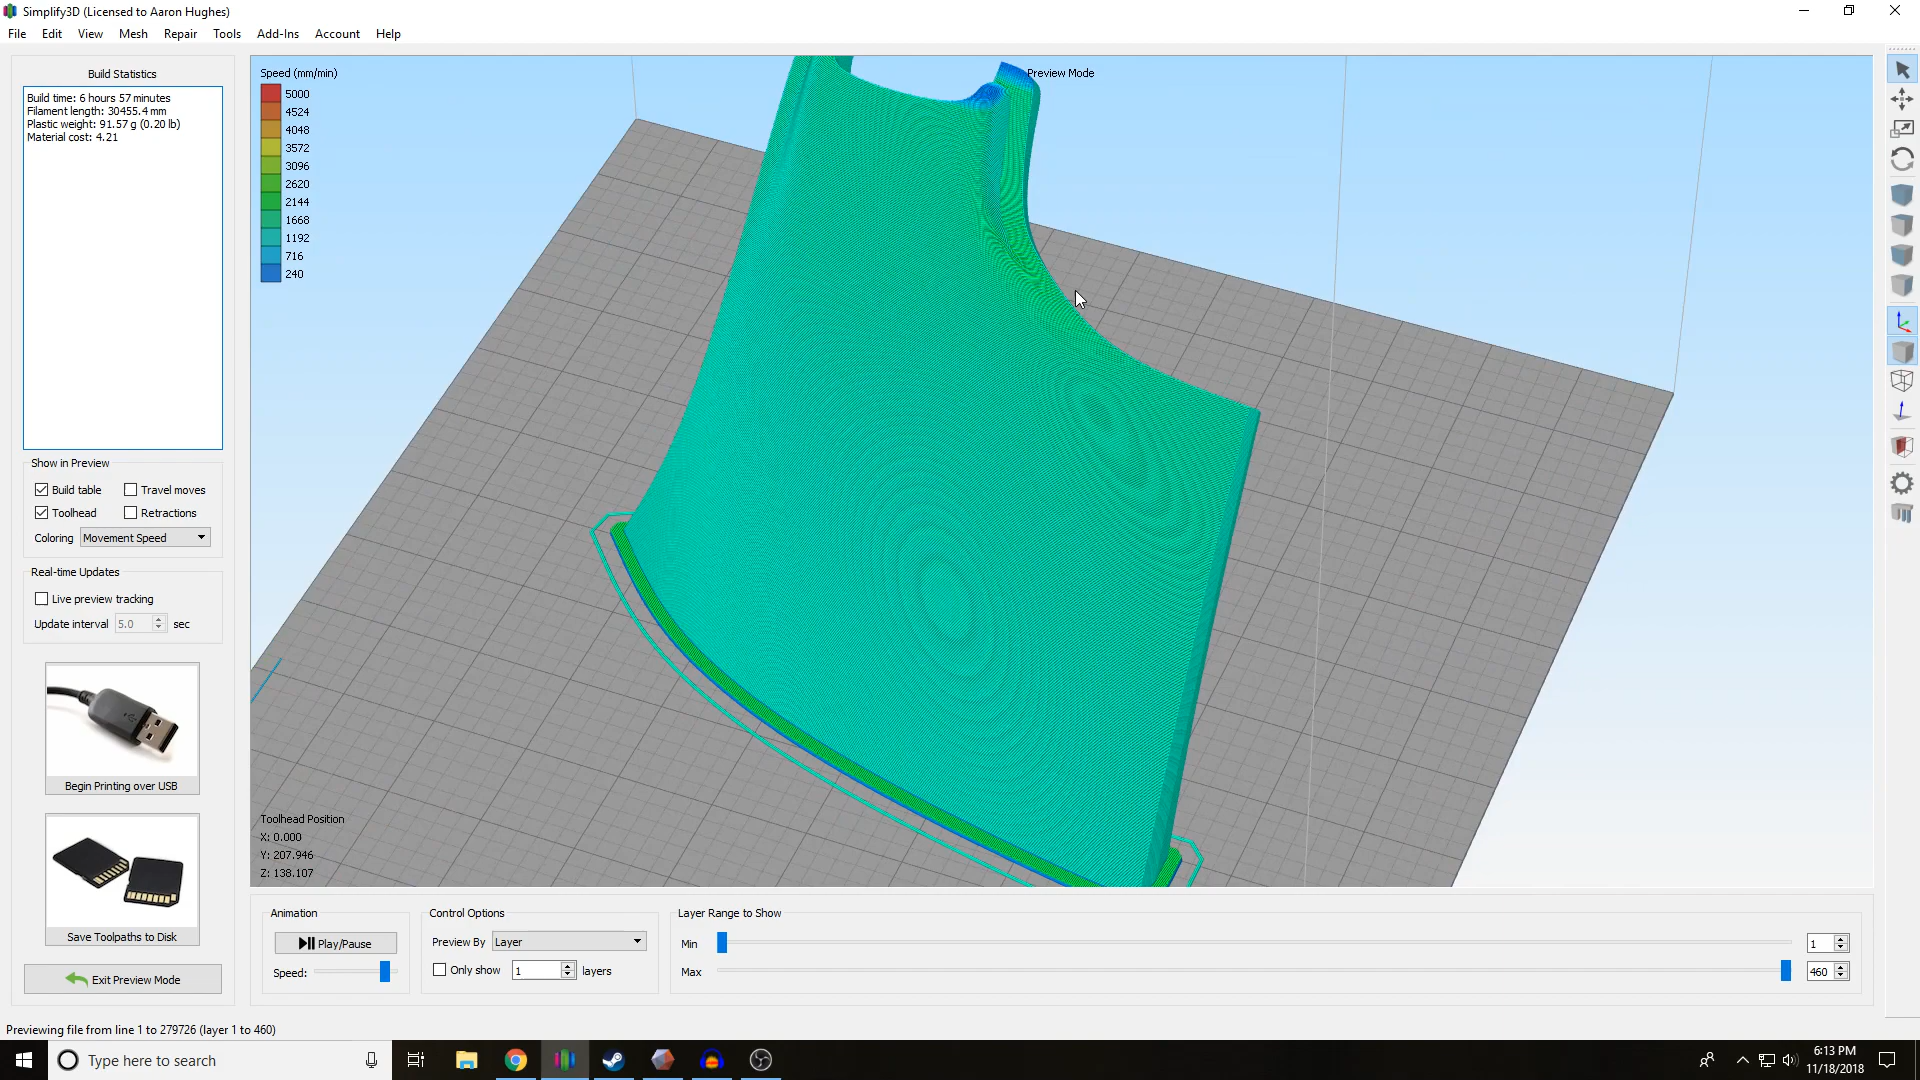 Simplify3D (Licensed to Aaron Hughes)
File Edit View Mesh Repair Tools Add-Ins Account Help
Build Statistics
Build time: 6 hours 57 minutes
Filament length: 30455.4 mm
Plastic weight: 91.57 g (0.20 lb)
Material cost: 4.21
Show in Preview
Build table Travel moves
Toolhead Retractions
Coloring Movement Speed
Real-time Updates
Live preview tracking
Update interval 5.0 sec
Begin Printing over USB
Save Toolpaths to Disk
Exit Preview Mode
Speed (mm/min)
5000
4524
4048
3572
3096
2620
2144
1668
1192
716
240
Preview Mode
Toolhead Position
X: 0.000
Y: 207.946
Z: 138.107
Animation
Play/Pause
Speed:
Control Options
Preview By Layer
Only show 1 layers
Layer Range to Show
Min 1
Max 460
Previewing file from line 1 to 279726 (layer 1 to 460)
Type here to search
6:13 PM
11/18/2018